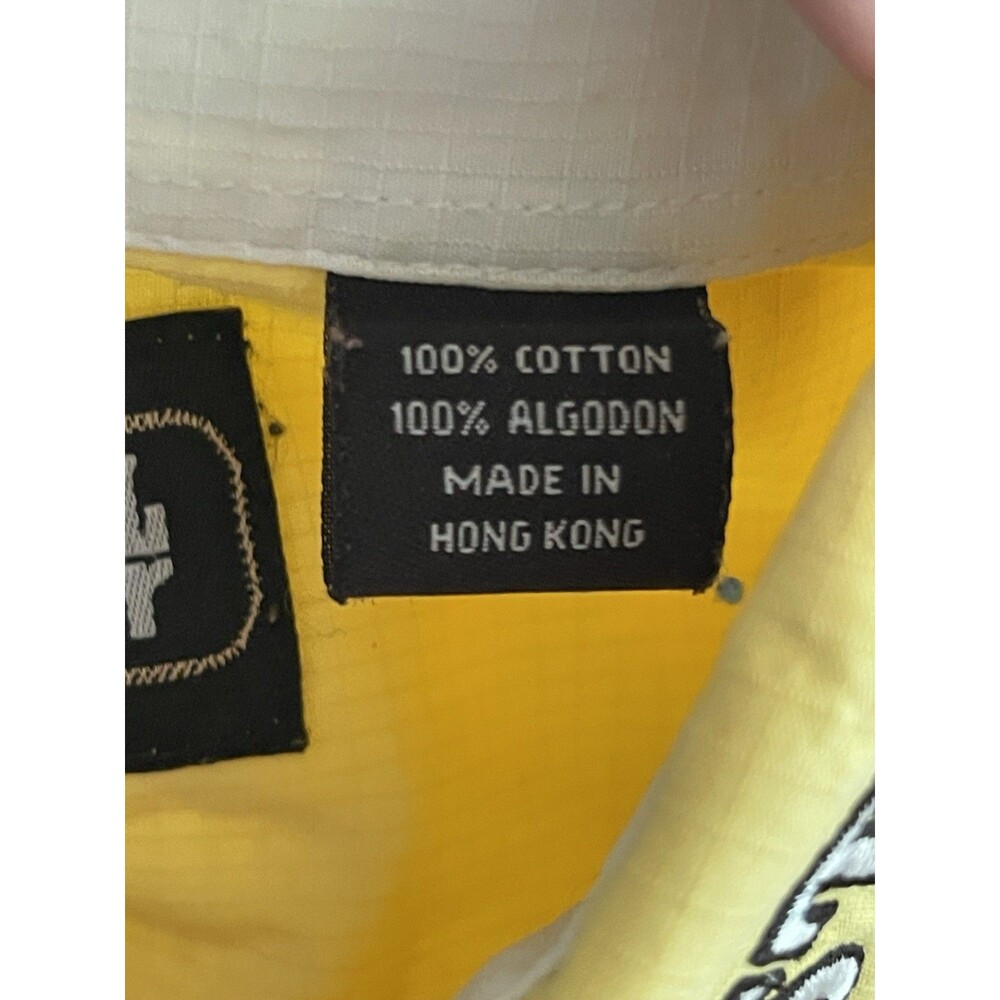 100% COTTON
100% ALGODON
MADE IN
HONG KONG